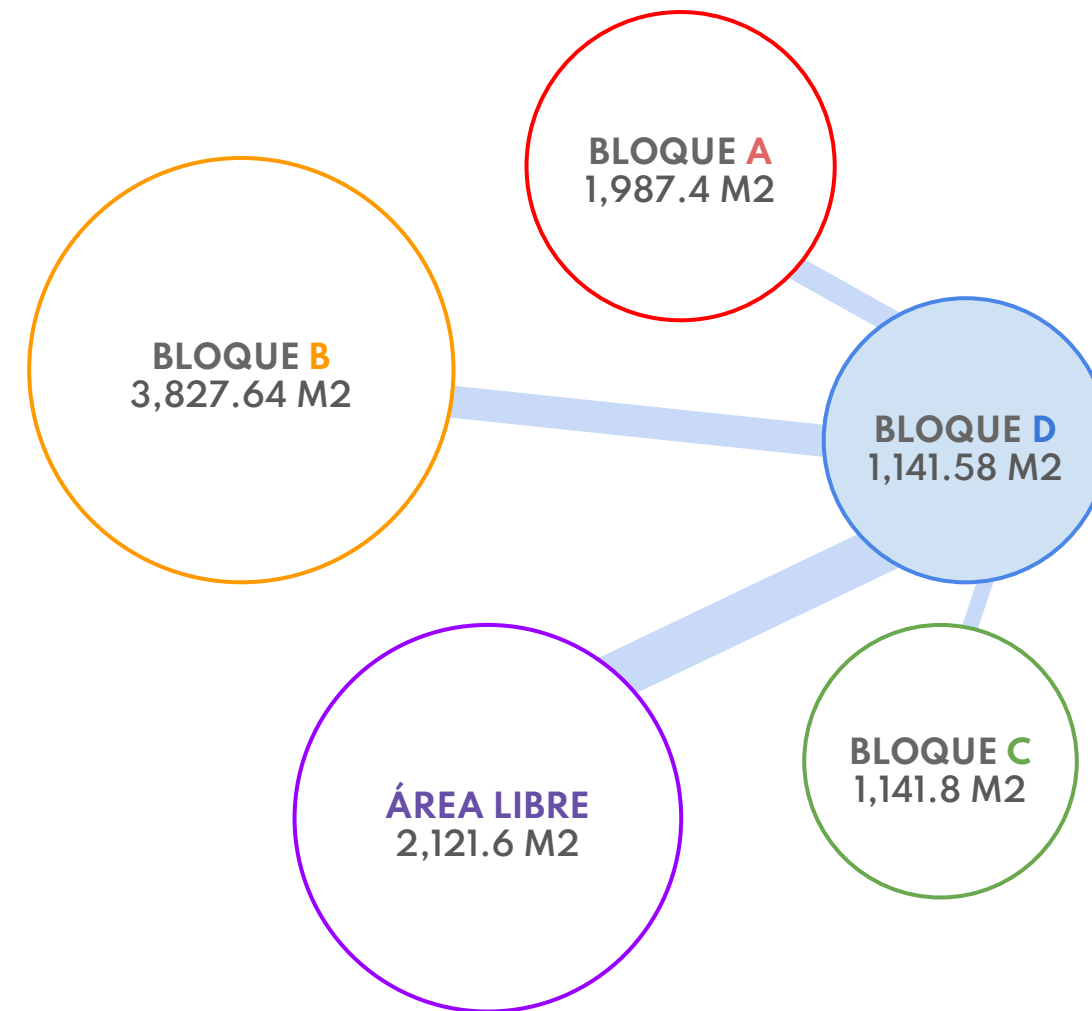 BLOQUE A
1,987.4 M2
BLOQUE B
3,827.64 M2
BLOQUE D
1,141.58 M2
BLOQUE C
1,141.8 M2
ÁREA LIBRE
2,121.6 M2